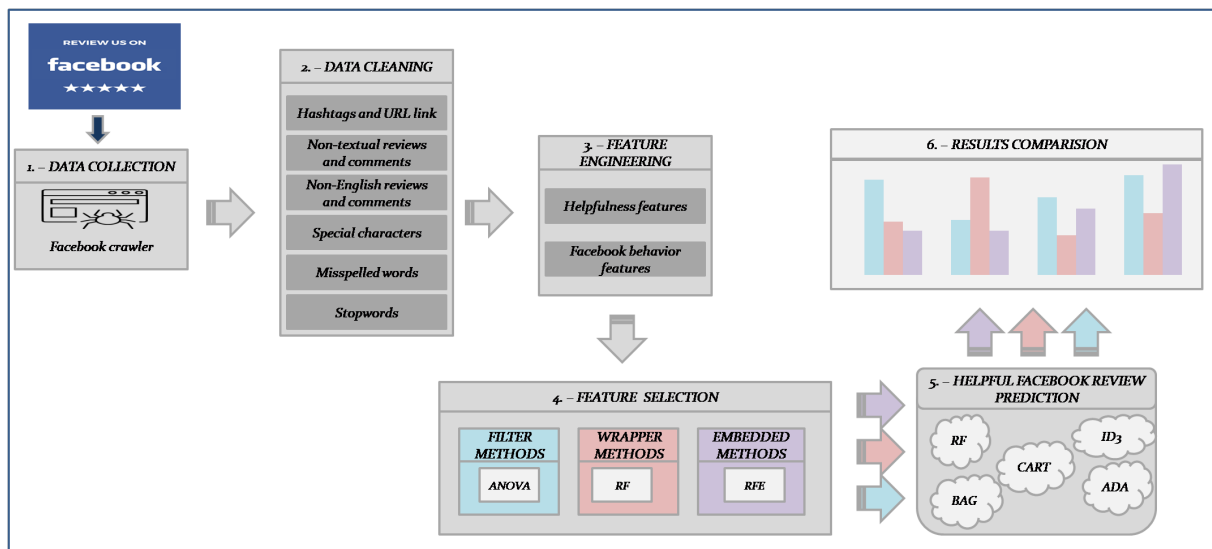 REVIEW US ON
facebook
1. – DATA COLLECTION
Facebook crawler
2. – DATA CLEANING
Hashtags and URL link
Non-textual reviews
and comments
Non-English reviews
and comments
Special characters
Misspelled words
Stopwords
3. – FEATURE
ENGINEERING
Helpfulness features
Facebook behavior
features
4. – FEATURE SELECTION
FILTER
METHODS
ANOVA
WRAPPER
METHODS
RF
EMBEDDED
METHODS
RFE
5. – HELPFUL FACEBOOK REVIEW
PREDICTION
RF
ID3
CART
BAG
ADA
6. – RESULTS COMPARISION